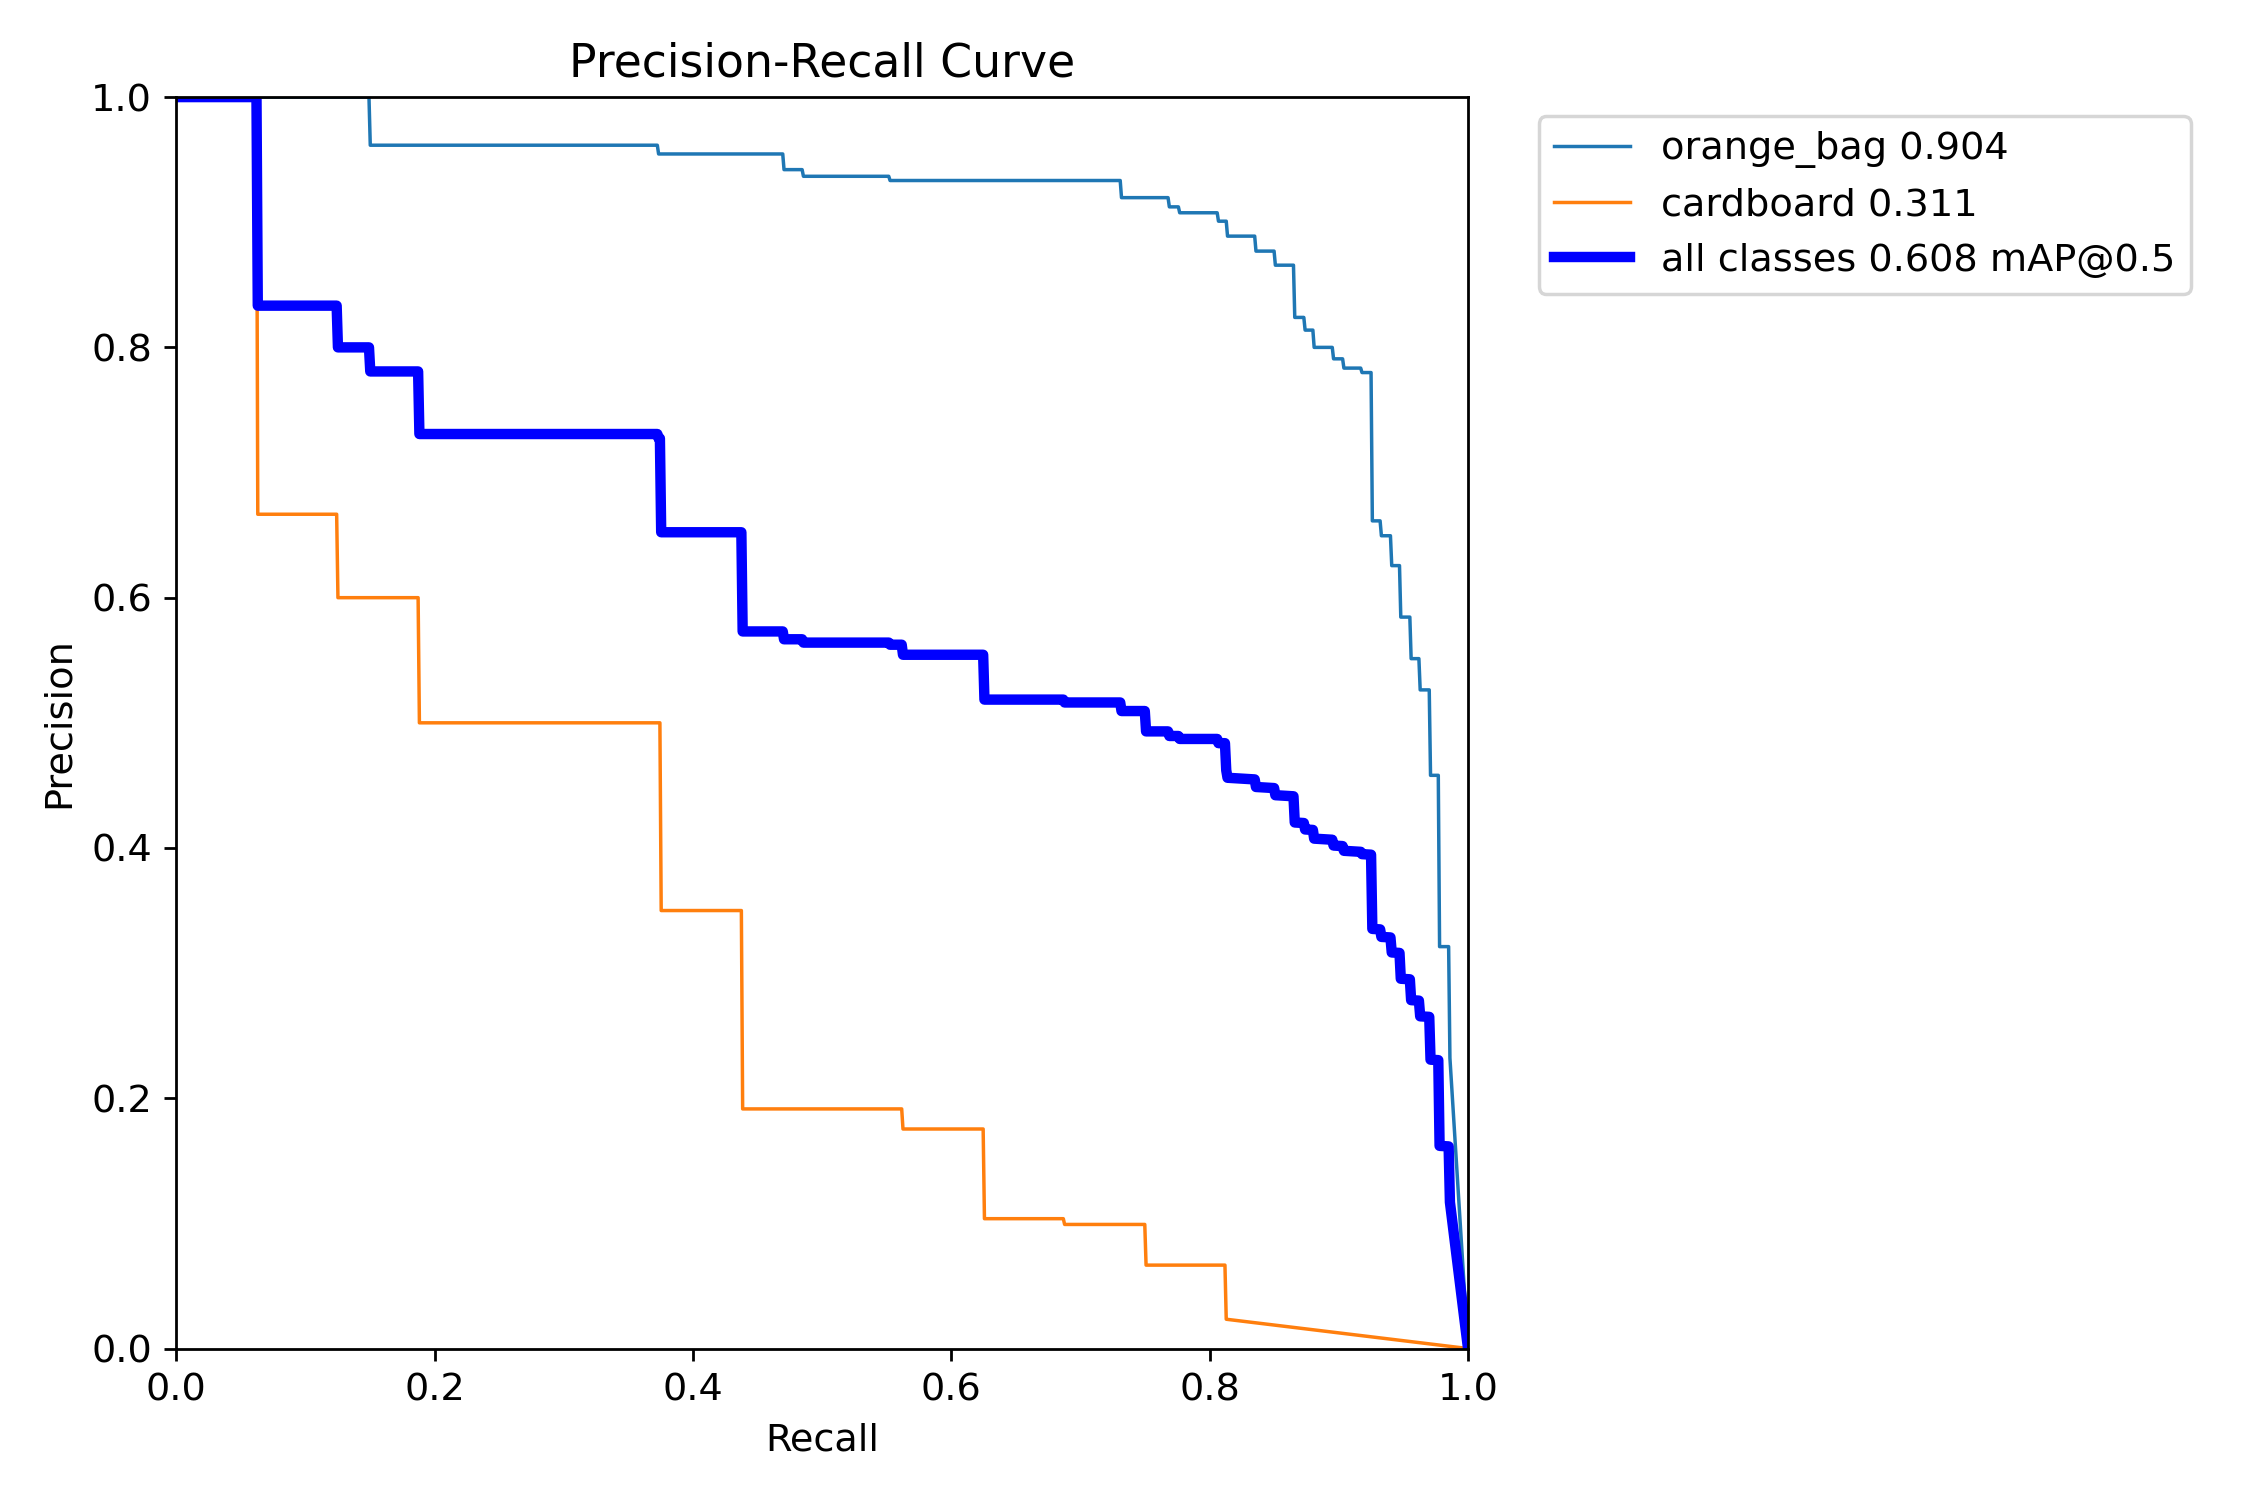 Precision-Recall Curve
1.0
0.8
0.6
0.4
0.2
0.0
Precision
0.0 0.2 0.4 0.6 0.8 1.0
Recall
orange_bag 0.904
cardboard 0.311
all classes 0.608 mAP@0.5